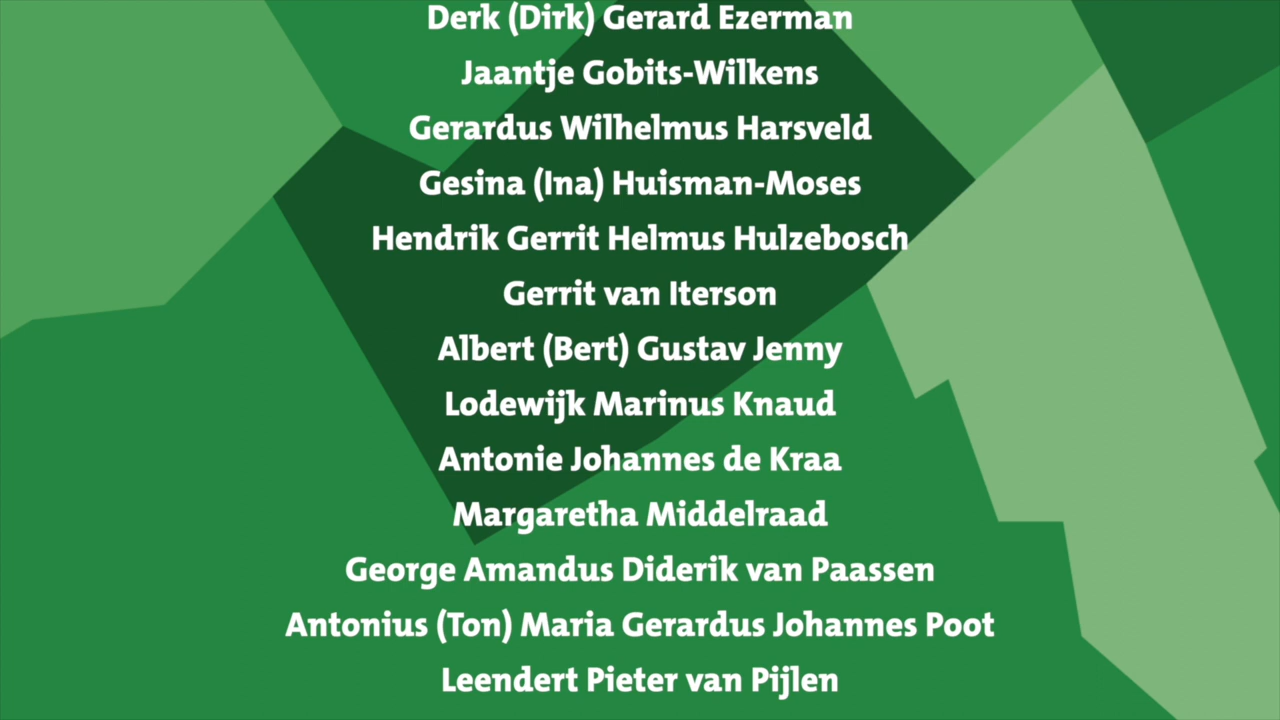 Derk (Dirk) Gerard Ezerman
Jaantje Gobits-Wilkens
Gerardus Wilhelmus Harsveld
Gesina (Ina) Huisman-Moses
Hendrik Gerrit Helmus Hulzebosch
Gerrit van Iterson
Albert (Bert) Gustav Jenny
Lodewijk Marinus Knaud
Antonie Johannes de Kraa
Margaretha Middelraad
George Amandus Diderik van Paassen
Antonius (Ton) Maria Gerardus Johannes Poot
Leendert Pieter van Pijlen